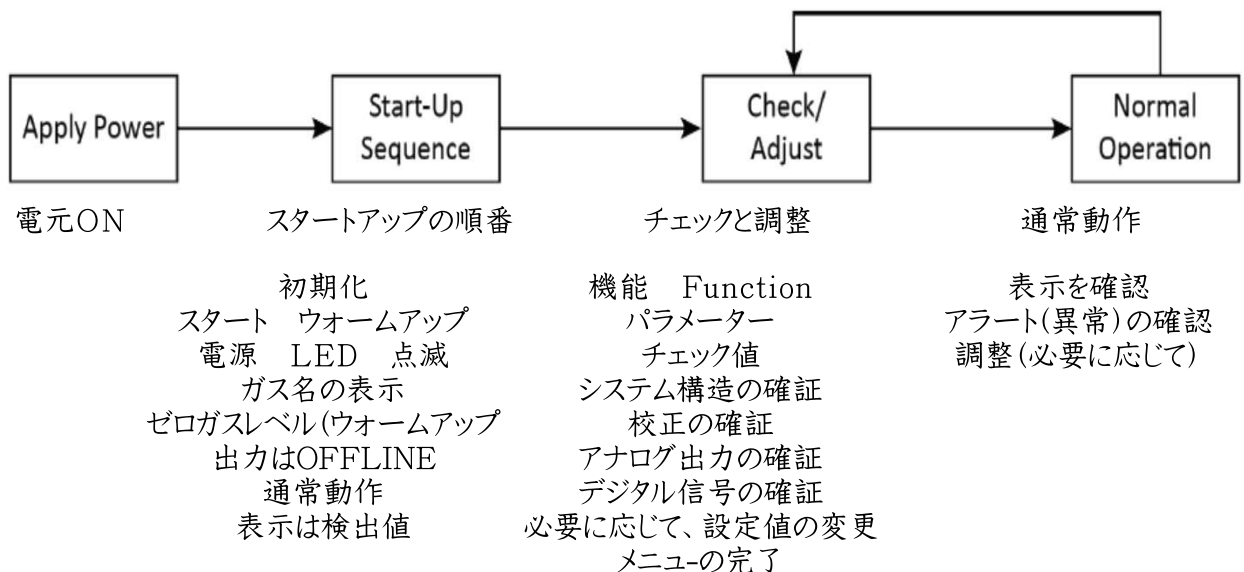 Apply Power
Start-Up
Sequence
Check/
Adjust
Normal
Operation
電元ON
スタートアップの順番
チェックと調整
通常動作
初期化
スタート　ウォームアップ
電源　LED　点滅
ガス名の表示
ゼロガスレベル(ウォームアップ
出力はOFFLINE
通常動作
表示は検出値
機能　Function
パラメーター
チェック値
システム構造の確証
校正の確証
アナログ出力の確証
デジタル信号の確証
必要に応じて、設定値の変更
メニュ-の完了
表示を確認
アラート(異常)の確認
調整(必要に応じて)